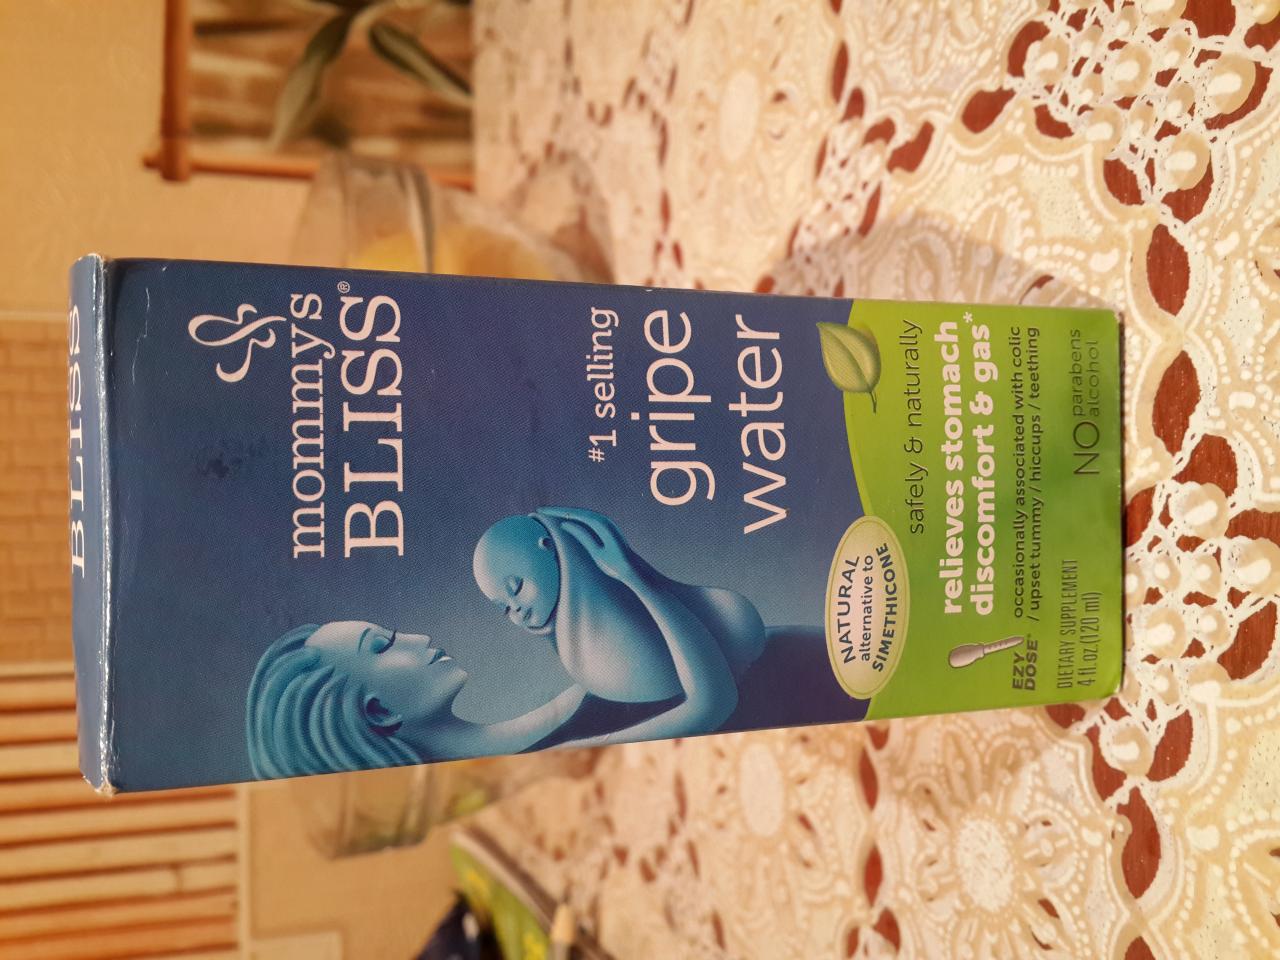 BLISS
mommys
BLISS®
#1 selling
gripe
water
NATURAL
alternative to
SIMETHICONE
safely & naturally
relieves stomach
discomfort & gas*
EZY
DOSE®
occasionally associated with colic
/ upset tummy / hiccups / teething
DIETARY SUPPLEMENT
4 fl.oz(120 ml)
NO parabens
alcohol